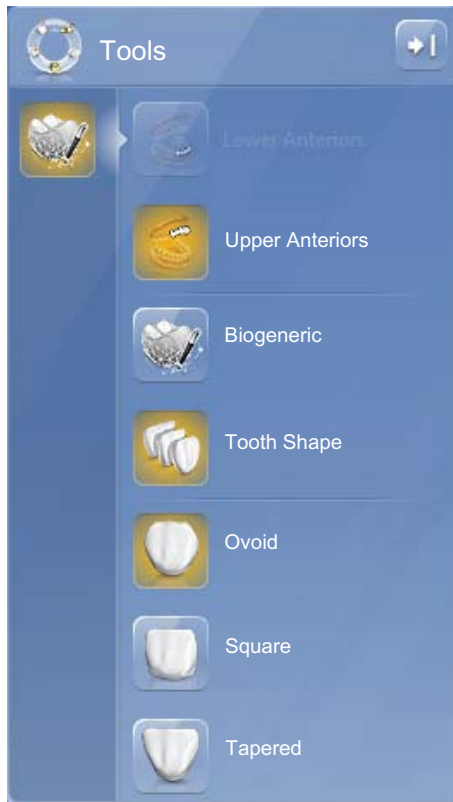 Tools
Lower Anteriors
Upper Anteriors
Biogeneric
Tooth Shape
Ovoid
Square
Tapered